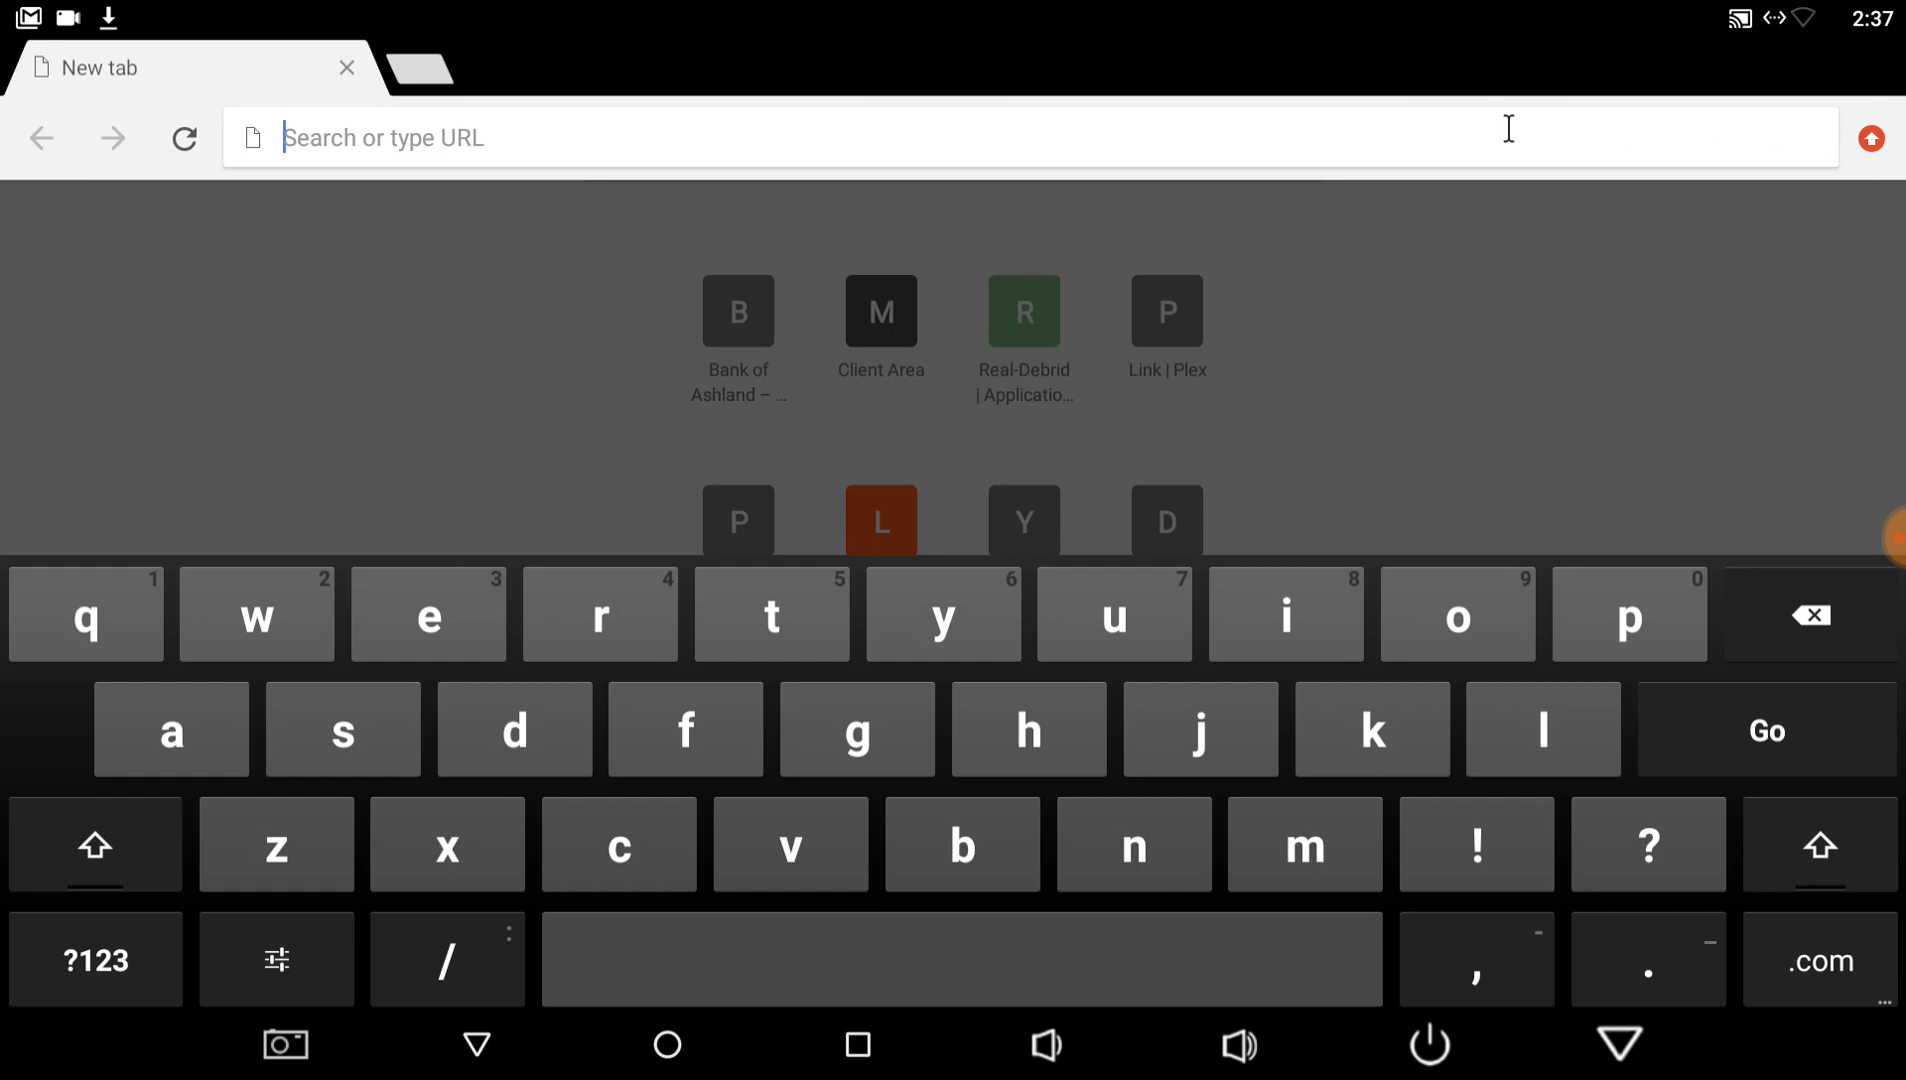 2:37
New tab
Search or type URL
B M R P
Bank of Ashland – ...
Client Area
Real-Debrid | Applicatio...
Link | Plex
P L Y D
q 1 w 2 e 3 r 4 t 5 y 6 u 7 i 8 o 9 p 0
a s d f g h j k l Go
z x c v b n m ! ?
?123 / : , - . _ .com ...